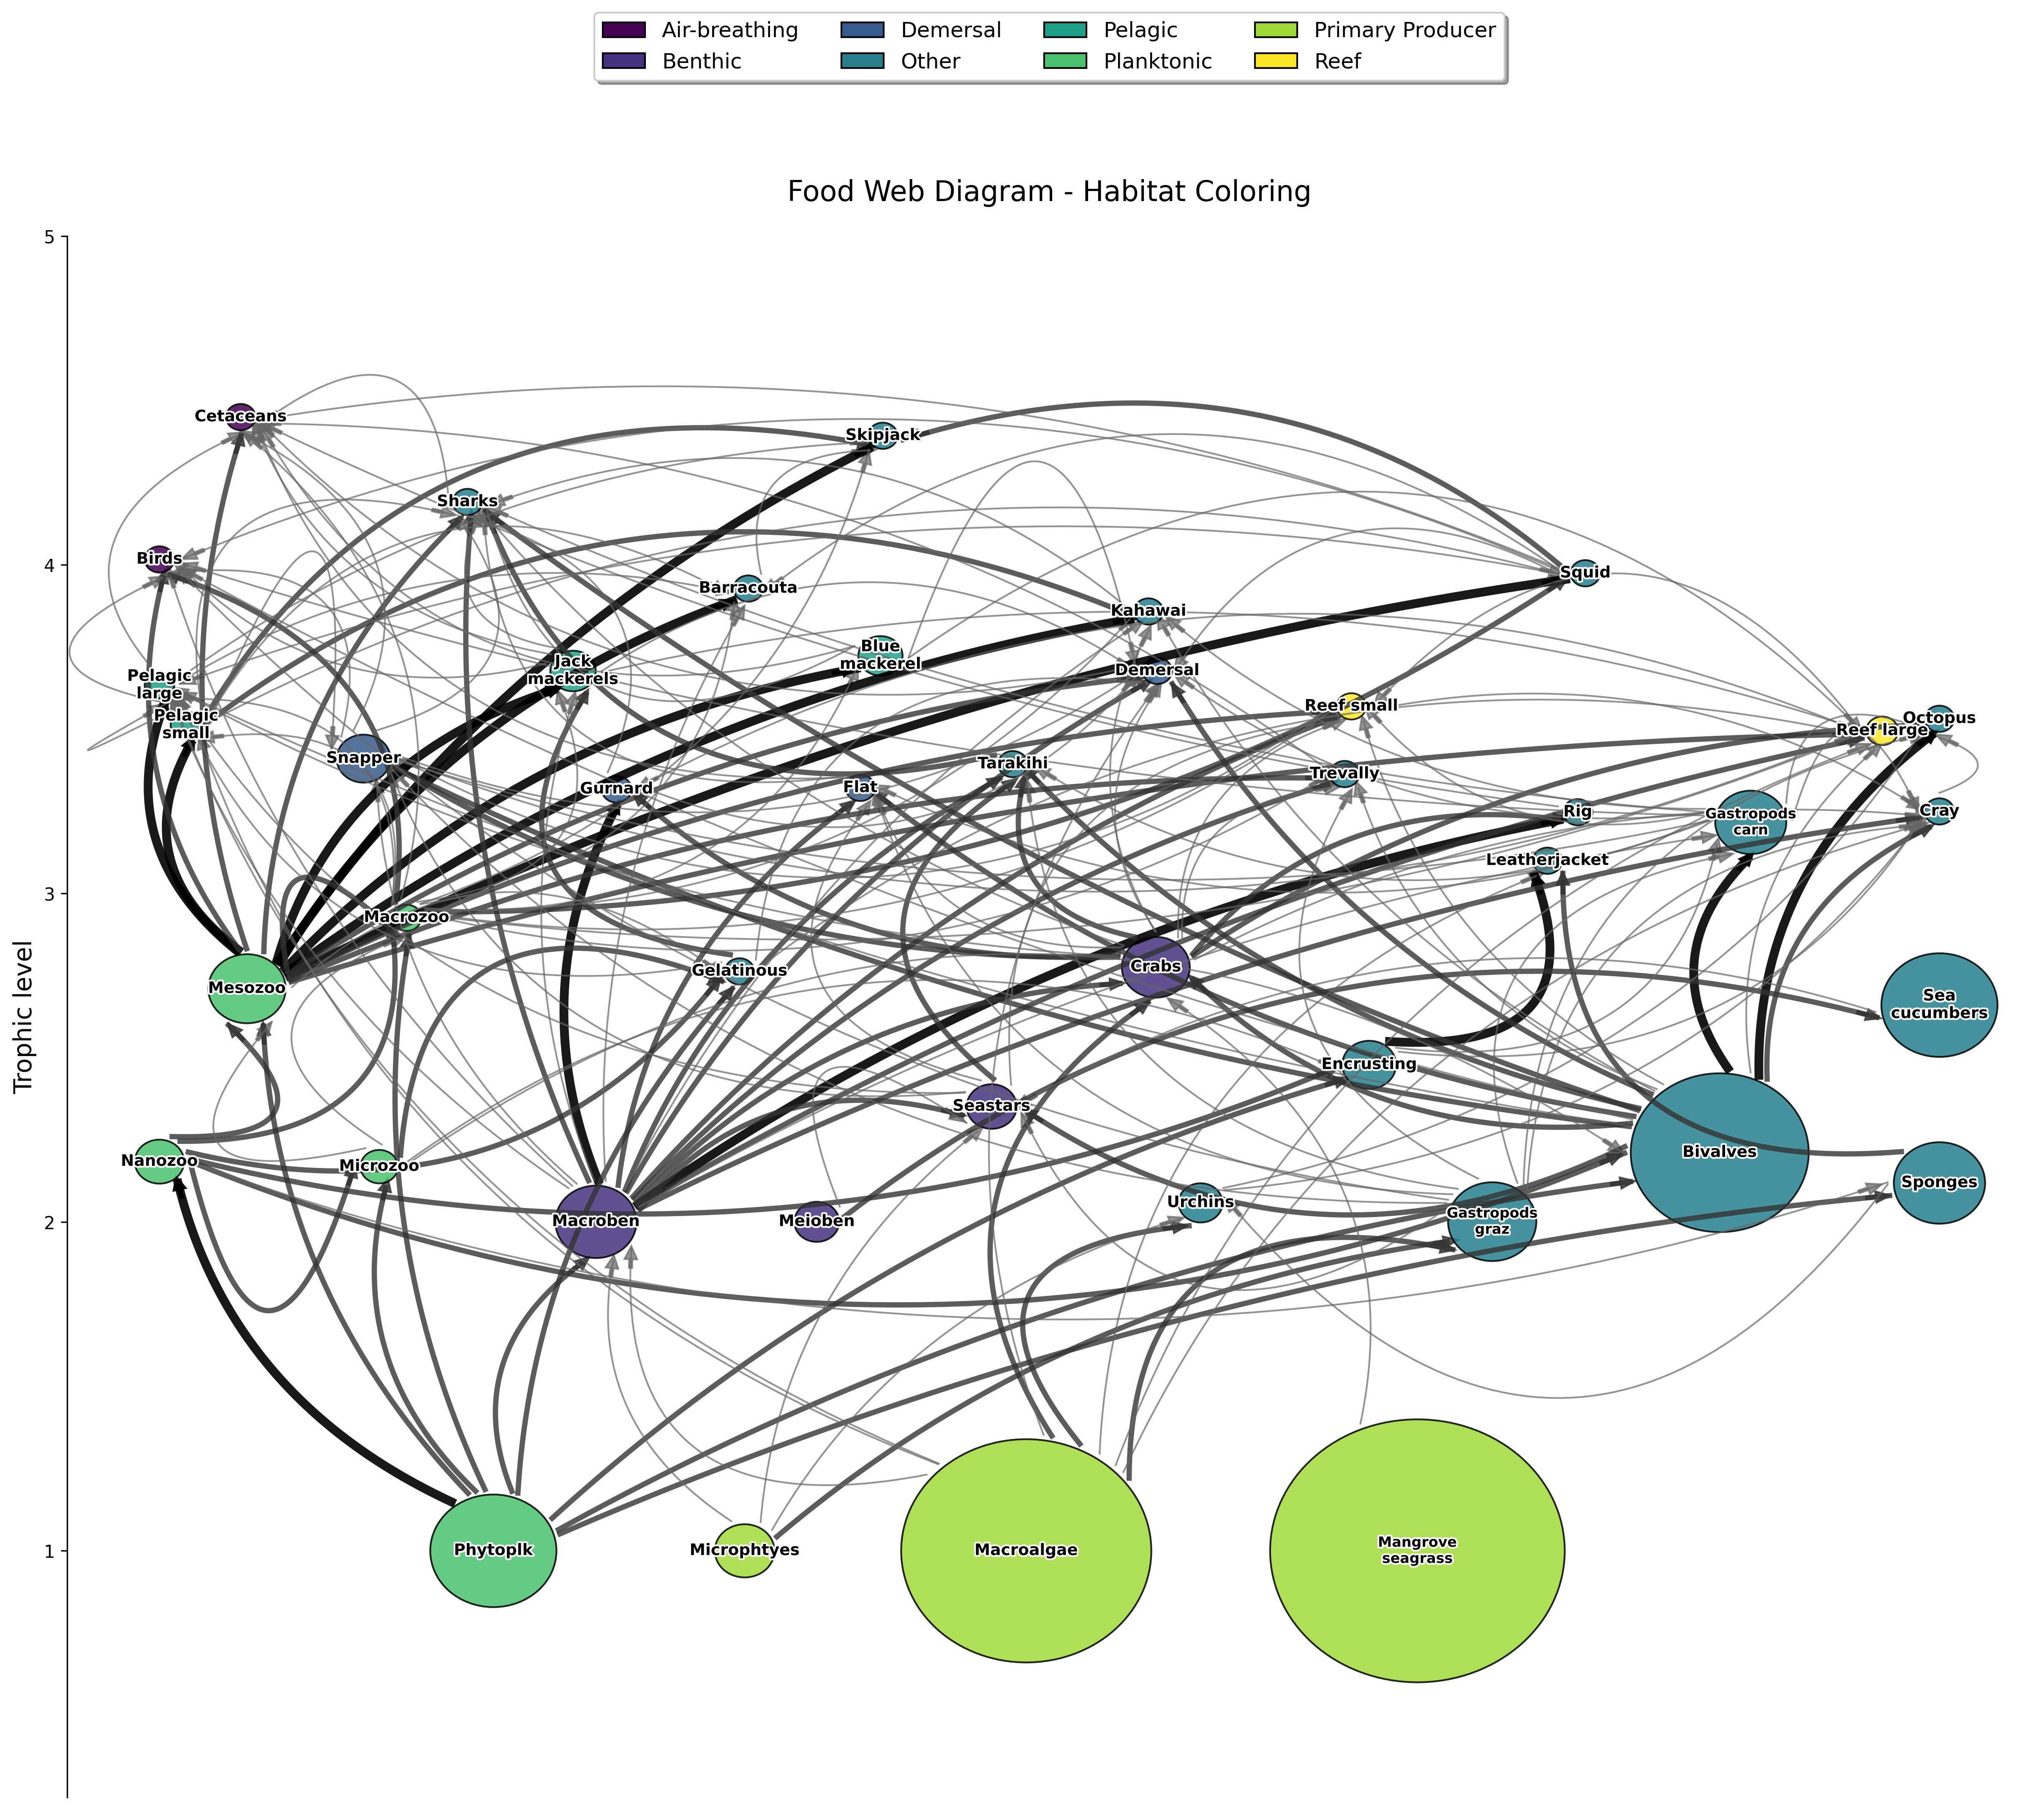 Air-breathing
Benthic
Demersal
Other
Pelagic
Planktonic
Primary Producer
Reef
Food Web Diagram - Habitat Coloring
5
4
3
2
1
Trophic level
Cetaceans
Skipjack
Sharks
Birds
Barracouta
Squid
Kahawai
Blue
mackerel
Jack
mackerels
Demersal
Pelagic
large
Pelagic
small
Reef small
Reef large
Octopus
Snapper
Gurnard
Flat
Tarakihi
Trevally
Rig
Gastropods
carn
Cray
Leatherjacket
Macrozoo
Mesozoo
Gelatinous
Crabs
Sea
cucumbers
Encrusting
Seastars
Bivalves
Nanozoo
Microzoo
Sponges
Macroben
Meioben
Urchins
Gastropods
graz
Phytoplk
Microphtyes
Macroalgae
Mangrove
seagrass